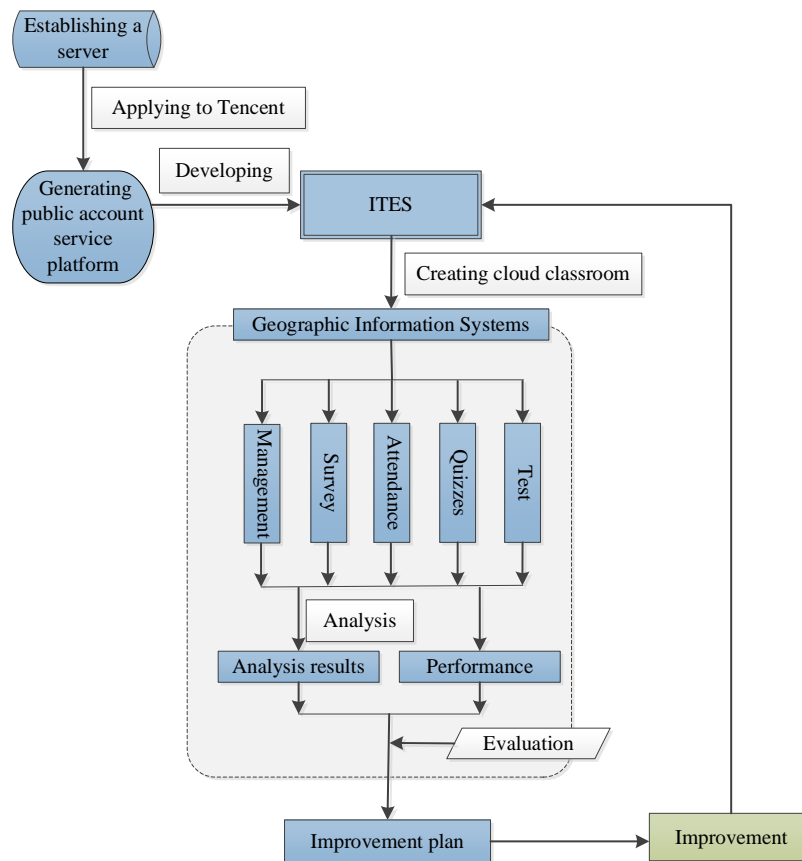 Establishing a
server
Applying to Tencent
Developing
Generating
public account
service
platform
ITES
Creating cloud classroom
Geographic Information Systems
Management
Survey
Attendance
Quizzes
Test
Analysis
Analysis results
Performance
Evaluation
Improvement plan
Improvement